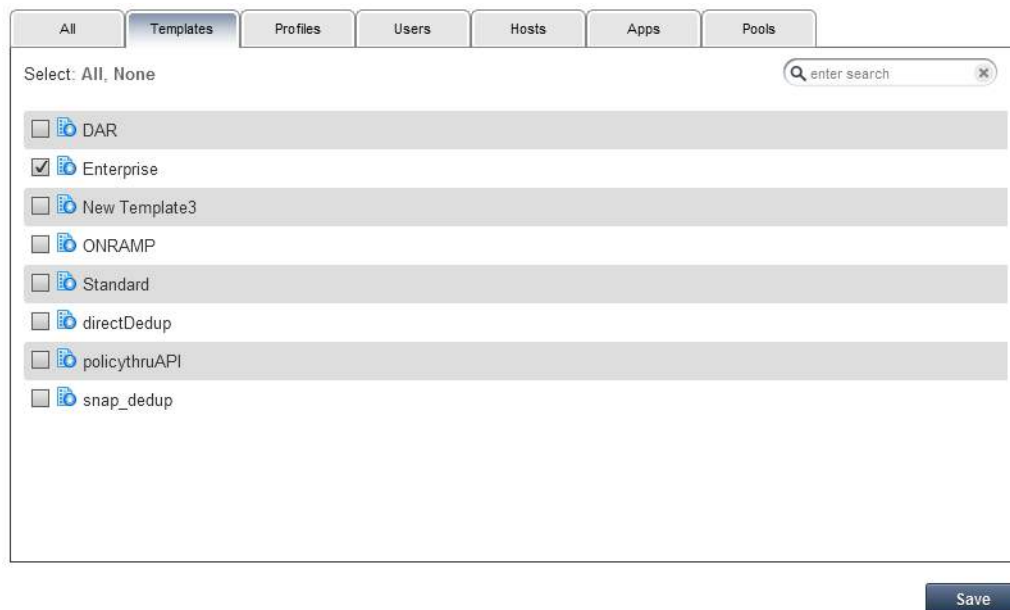 All Templates Profiles Users Hosts Apps Pools
Select: All, None enter search
DAR
Enterprise
New Template3
ONRAMP
Standard
directDedup
policythruAPI
snap_dedup
Save